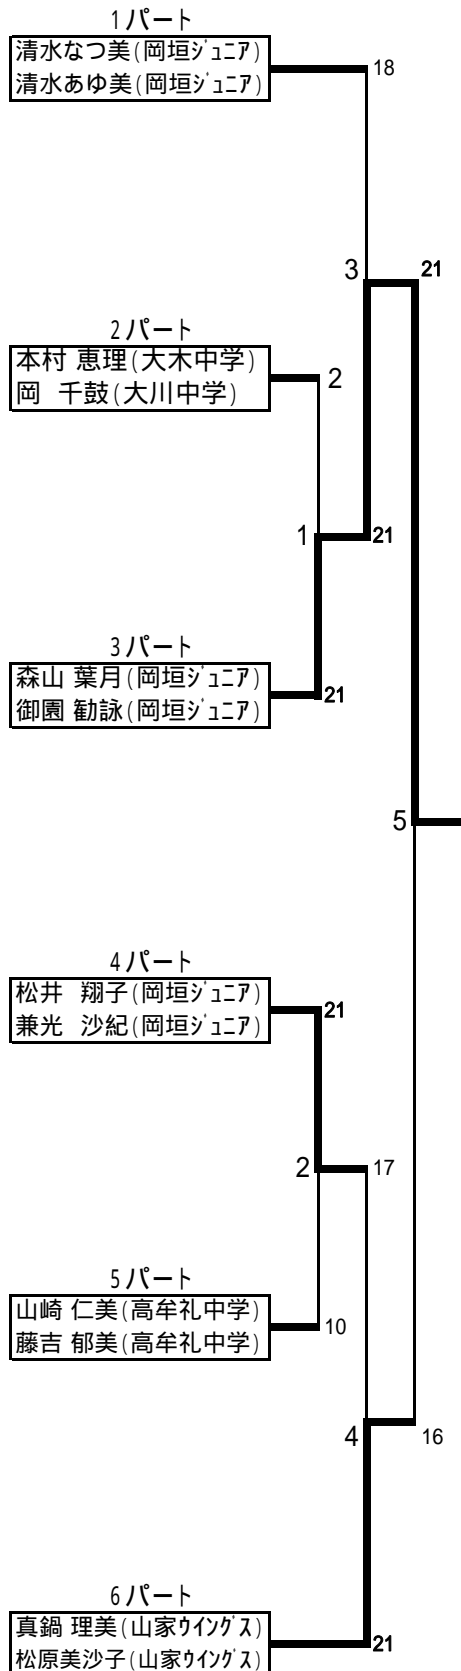 1パート
清水なつ美(岡垣ｼﾞｭﾆｱ)
清水あゆ美(岡垣ｼﾞｭﾆｱ)
18
3
21
2パート
本村 恵理(大木中学)
岡 千鼓(大川中学)
2
1
21
3パート
森山 葉月(岡垣ｼﾞｭﾆｱ)
御園 勧詠(岡垣ｼﾞｭﾆｱ)
21
5
4パート
松井 翔子(岡垣ｼﾞｭﾆｱ)
兼光 沙紀(岡垣ｼﾞｭﾆｱ)
21
2
17
5パート
山崎 仁美(高牟礼中学)
藤吉 郁美(高牟礼中学)
10
4
16
6パート
真鍋 理美(山家ｳｲﾝｸﾞｽ)
松原美沙子(山家ｳｲﾝｸﾞｽ)
21